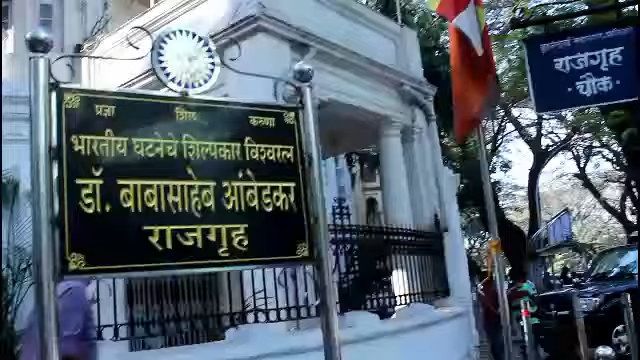 प्रज्ञा शिल करुणा
भारतीय घटनेचे शिल्पकार विश्वरत्न
डॉ. बाबासाहेब आंबेडकर
राजगृह
राजगृह
चौक